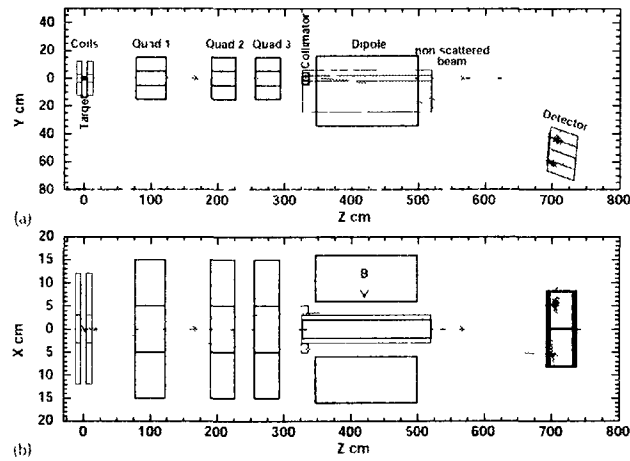 40
20
0
20
40
60
80
Y cm
Coils
Target
Quad 1
Quad 2
Quad 3
Collimator
Dipole
non scattered
beam
Detector
0 100 200 300 400 500 600 700 800
Z cm
(a)
20
15
10
5
0
5
10
15
20
X cm
B
0 100 200 300 400 500 600 700 800
Z cm
(b)